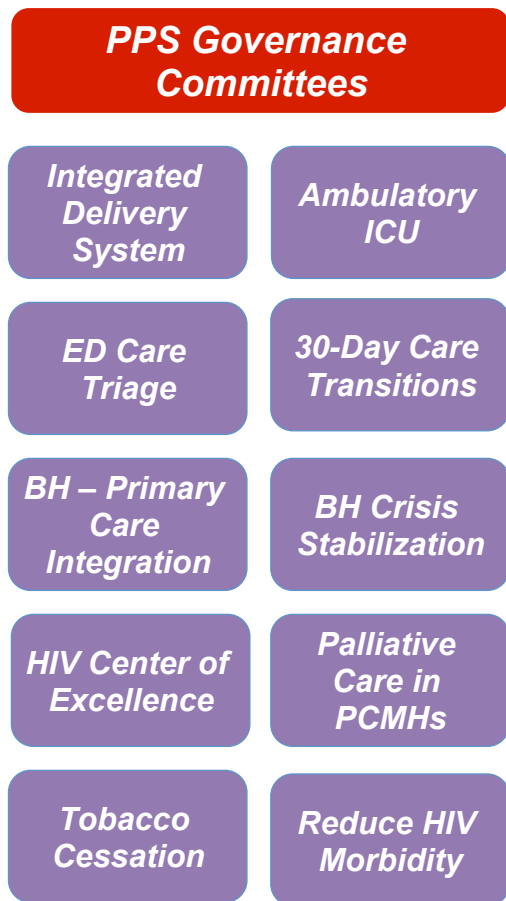 PPS Governance
Committees
Integrated
Delivery
System
Ambulatory
ICU
ED Care
Triage
30-Day Care
Transitions
BH – Primary
Care
Integration
BH Crisis
Stabilization
HIV Center of
Excellence
Palliative
Care in
PCMHs
Tobacco
Cessation
Reduce HIV
Morbidity